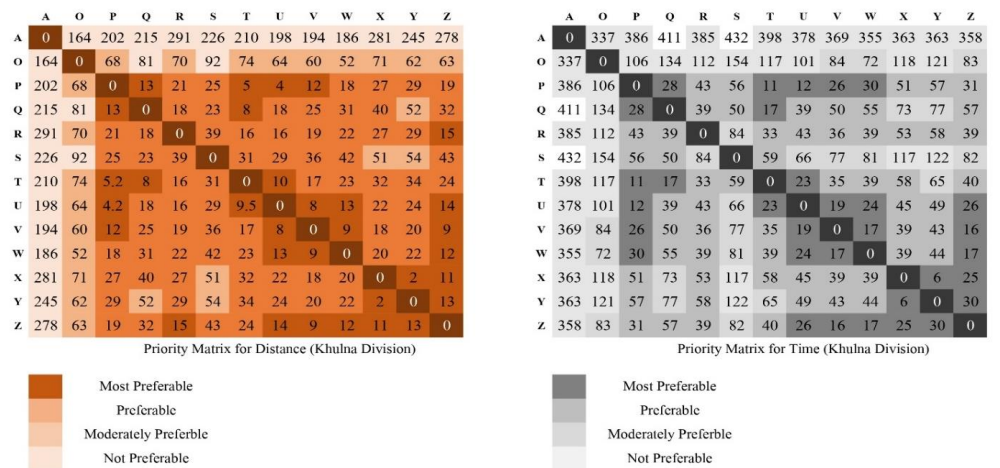 A O P Q R S T U V W X Y Z
A 0 164 202 215 291 226 210 198 194 186 281 245 278
O 164 0 68 81 70 92 74 64 60 52 71 62 63
P 202 68 0 13 21 25 5 4 12 18 27 29 19
Q 215 81 13 0 18 23 8 18 25 31 40 52 32
R 291 70 21 18 0 39 16 16 19 22 27 29 15
S 226 92 25 23 39 0 31 29 36 42 51 54 43
T 210 74 5.2 8 16 31 0 10 17 23 32 34 24
U 198 64 4.2 18 16 29 9.5 0 8 13 22 24 14
V 194 60 12 25 19 36 17 8 0 9 18 20 9
W 186 52 18 31 22 42 23 13 9 0 20 22 12
X 281 71 27 40 27 51 32 22 18 20 0 2 11
Y 245 62 29 52 29 54 34 24 20 22 2 0 13
Z 278 63 19 32 15 43 24 14 9 12 11 13 0
Priority Matrix for Distance (Khulna Division)
Most Preferable
Preferable
Moderately Preferble
Not Preferable
A O P Q R S T U V W X Y Z
A 0 337 386 411 385 432 398 378 369 355 363 363 358
O 337 0 106 134 112 154 117 101 84 72 118 121 83
P 386 106 0 28 43 56 11 12 26 30 51 57 31
Q 411 134 28 0 39 50 17 39 50 55 73 77 57
R 385 112 43 39 0 84 33 43 36 39 53 58 39
S 432 154 56 50 84 0 59 66 77 81 117 122 82
T 398 117 11 17 33 59 0 23 35 39 58 65 40
U 378 101 12 39 43 66 23 0 19 24 45 49 26
V 369 84 26 50 36 77 35 19 0 17 39 43 16
W 355 72 30 55 39 81 39 24 17 0 39 44 17
X 363 118 51 73 53 117 58 45 39 39 0 6 25
Y 363 121 57 77 58 122 65 49 43 44 6 0 30
Z 358 83 31 57 39 82 40 26 16 17 25 30 0
Priority Matrix for Time (Khulna Division)
Most Preferable
Preferable
Moderately Preferble
Not Preferable